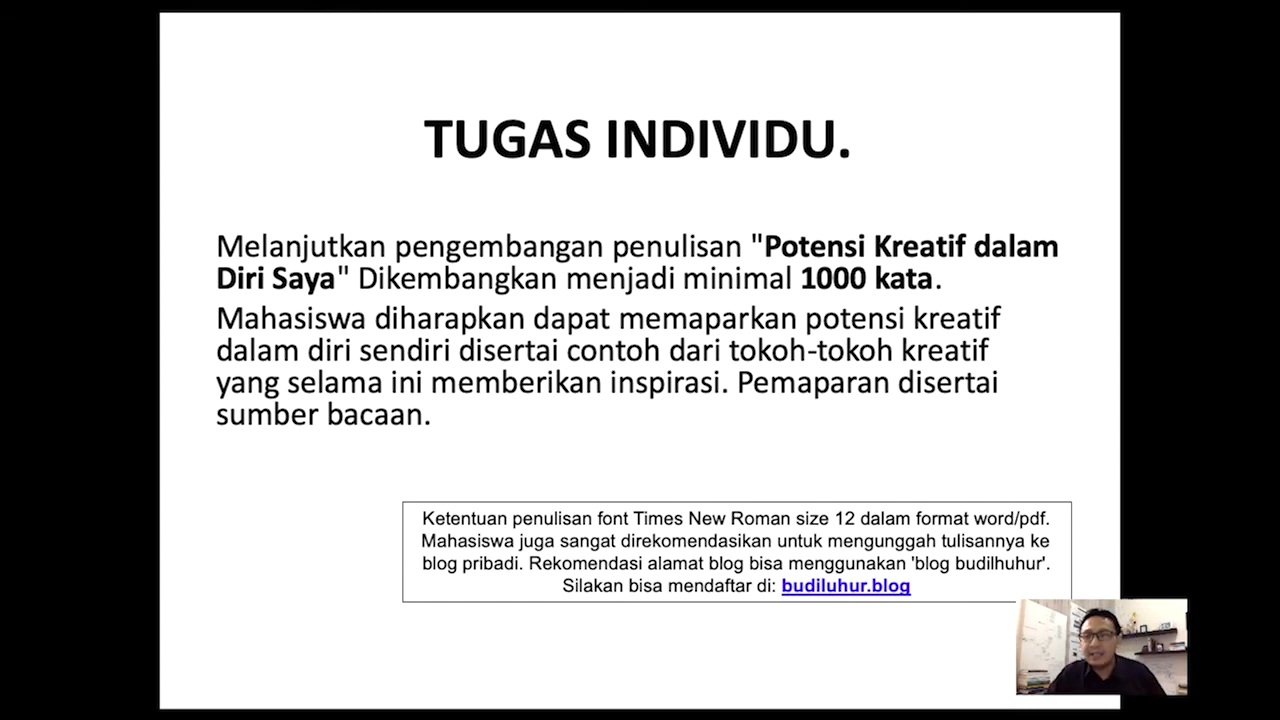 TUGAS INDIVIDU.
Melanjutkan pengembangan penulisan "Potensi Kreatif dalam
Diri Saya" Dikembangkan menjadi minimal 1000 kata.
Mahasiswa diharapkan dapat memaparkan potensi kreatif
dalam diri sendiri disertai contoh dari tokoh-tokoh kreatif
yang selama ini memberikan inspirasi. Pemaparan disertai
sumber bacaan.
Ketentuan penulisan font Times New Roman size 12 dalam format word/pdf.
Mahasiswa juga sangat direkomendasikan untuk mengunggah tulisannya ke
blog pribadi. Rekomendasi alamat blog bisa menggunakan 'blog budilhuhur'.
Silakan bisa mendaftar di: budiluhur.blog